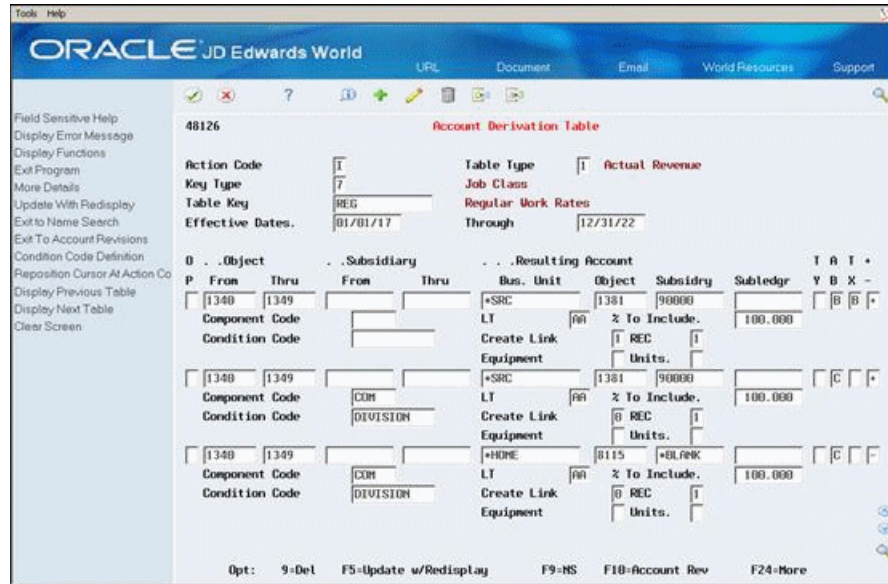 Tools Help
ORACLE JD Edwards World
URL Document Email World Resources Support
Field Sensitive Help
Display Error Message
Display Functions
Exit Program
More Details
Update With Redisplay
Exit to Name Search
Exit To Account Revisions
Condition Code Definition
Reposition Cursor At Action Co
Display Previous Table
Display Next Table
Clear Screen
48126 Account Derivation Table
Action Code I Table Type 1 Actual Revenue
Key Type 7 Job Class
Table Key REG Regular Work Rates
Effective Dates. 01/01/17 Through 12/31/22
O . .Object . .Subsidiary . . .Resulting Account T A T +
P From Thru From Thru Bus. Unit Object Subsidry Subledgr Y B X -
1340 1349 *SRC 1381 90000 B B +
Component Code LT AA % To Include. 100.000
Condition Code Create Link 1 REC 1
Equipment Units.
1340 1349 *SRC 1381 90000 C +
Component Code COM LT AA % To Include. 100.000
Condition Code DIVISION Create Link 0 REC 1
Equipment Units.
1340 1349 *HOME 8115 *BLANK C -
Component Code COM LT AA % To Include. 100.000
Condition Code DIVISION Create Link 0 REC 1
Equipment Units.
Opt: 9=Del F5=Update w/Redisplay F9=NS F10=Account Rev F24=More